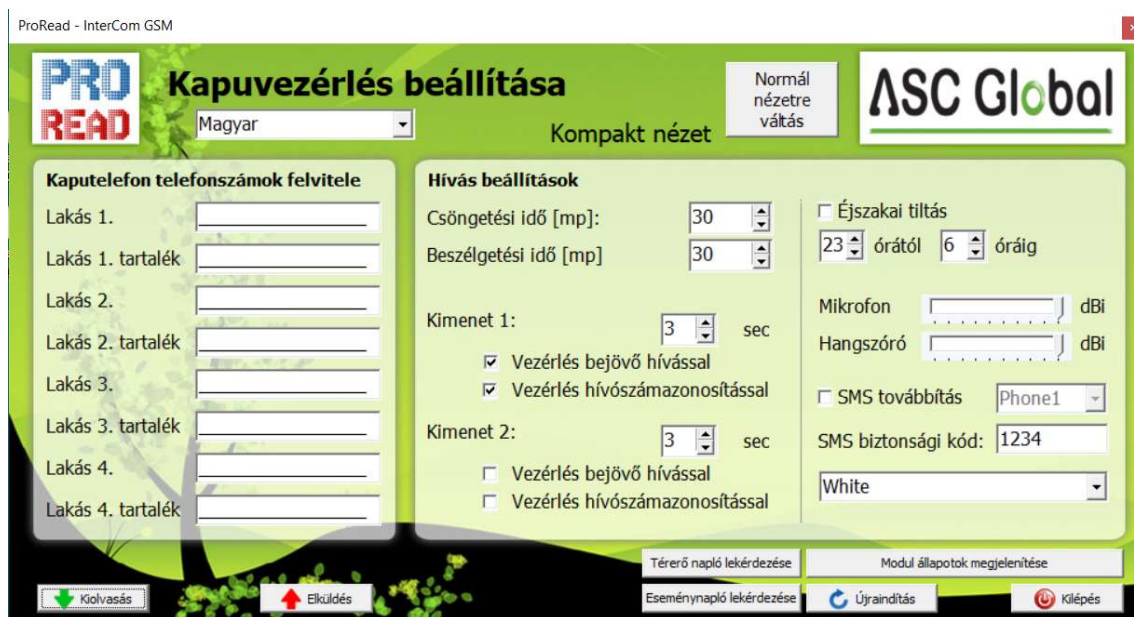 ProRead - InterCom GSM
PRO
READ
Kapuvezérlés beállítása
Magyar
Kompakt nézet
Normál
nézetre
váltás
ASC Global
Kaputelefon telefonszámok felvitele
Lakás 1.
Lakás 1. tartalék
Lakás 2.
Lakás 2. tartalék
Lakás 3.
Lakás 3. tartalék
Lakás 4.
Lakás 4. tartalék
Hívás beállítások
Csöngetési idő [mp]: 30
Beszélgetési idő [mp] 30
Kimenet 1: 3 sec
Vezérlés bejövő hívással
Vezérlés hívószámazonosítással
Kimenet 2: 3 sec
Vezérlés bejövő hívással
Vezérlés hívószámazonosítással
Éjszakai tiltás
23 órától 6 óráig
Mikrofon dBi
Hangszóró dBi
SMS továbbítás Phone1
SMS biztonsági kód: 1234
White
Térerő napló lekérdezése
Modul állapotok megjelenítése
Kiolvasás
Elküldés
Eseménynapló lekérdezése
Újraindítás
Kilépés